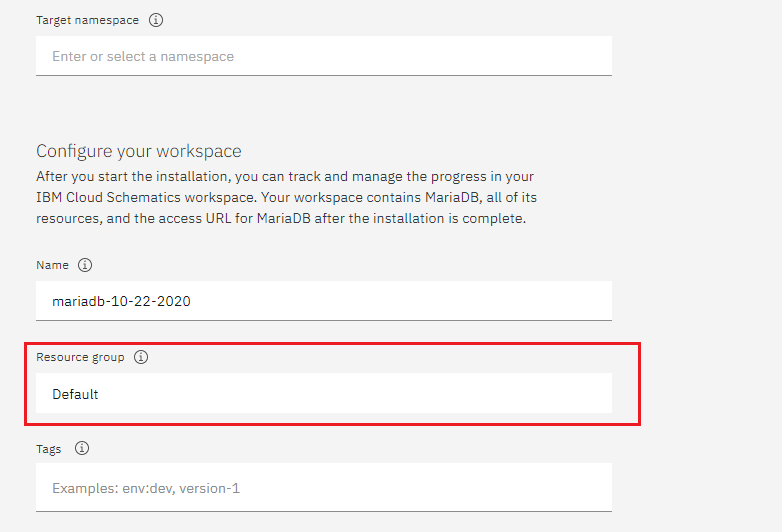 Target namespace
Enter or select a namespace
Configure your workspace
After you start the installation, you can track and manage the progress in your
IBM Cloud Schematics workspace. Your workspace contains MariaDB, all of its
resources, and the access URL for MariaDB after the installation is complete.
Name
mariadb-10-22-2020
Resource group
Default
Tags
Examples: env:dev, version-1